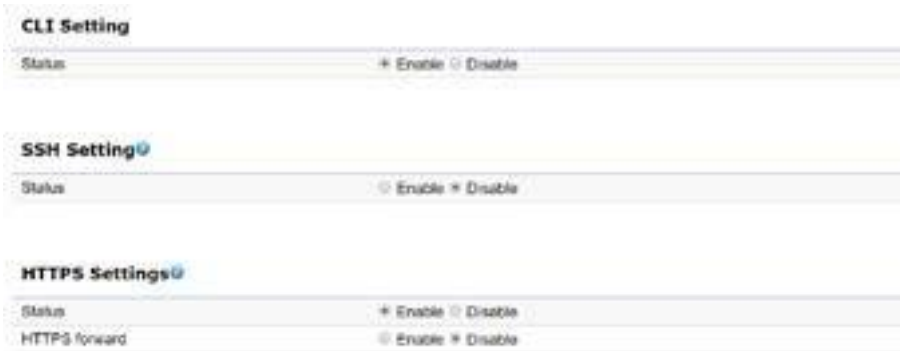 CLI Setting
Status Enable Disable
SSH Setting
Status Enable Disable
HTTPS Settings
Status Enable Disable
HTTPS forward Enable Disable